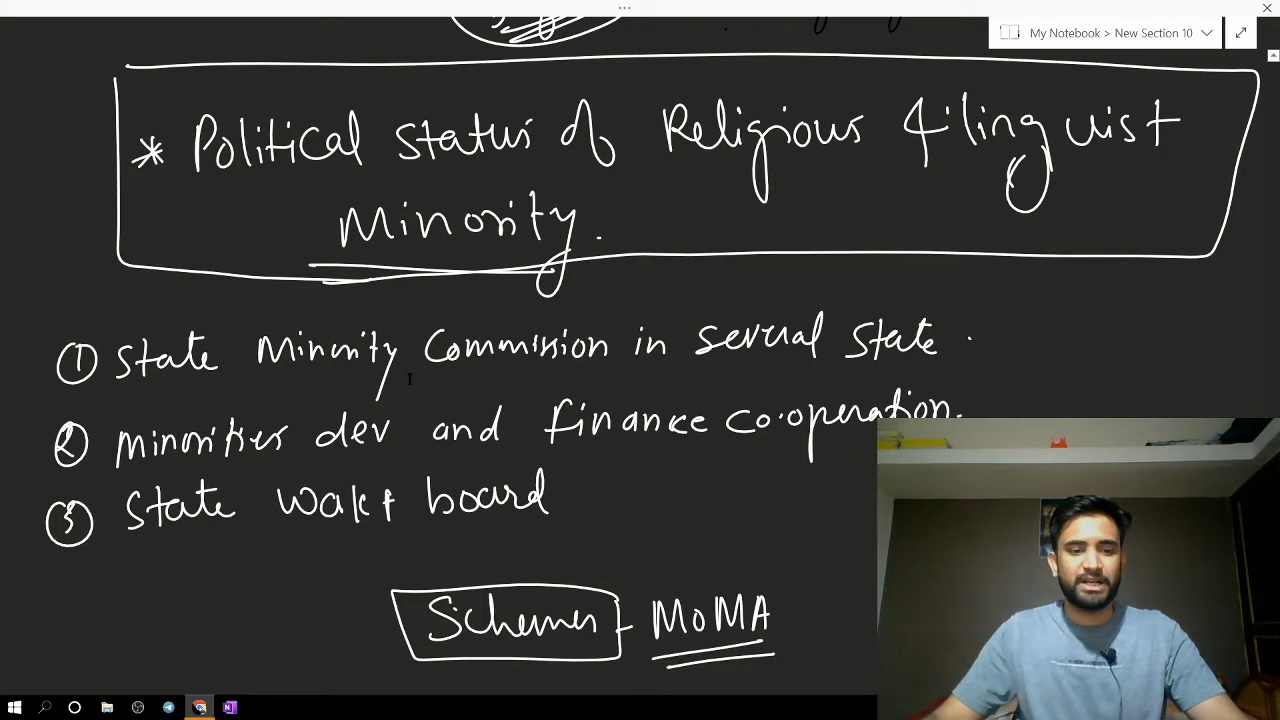 My Notebook > New Section 10
* Political status of Religious & linguist
Minority.
① State Minority Commission in several state.
② minorities dev and finance co-operation.
③ State wakf board
Schemes - MoMA